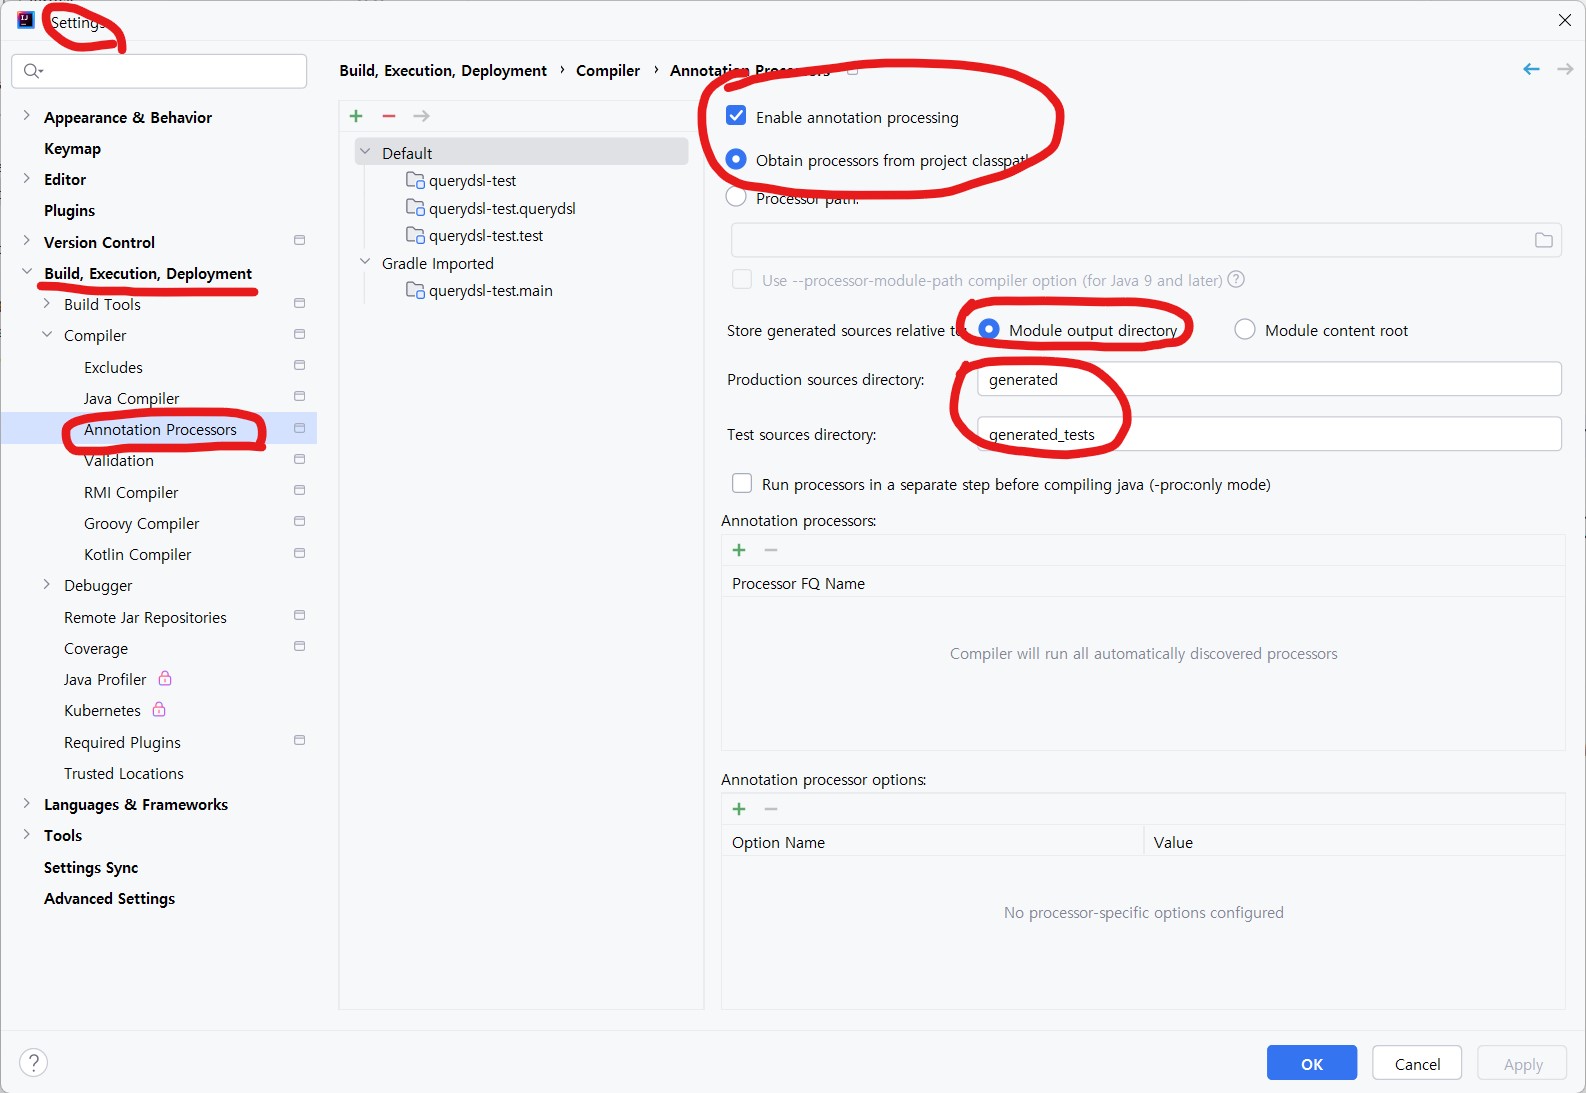 Settings
Build, Execution, Deployment › Compiler › Annotation Processors
Appearance & Behavior
Keymap
Editor
Plugins
Version Control
Build, Execution, Deployment
Build Tools
Compiler
Excludes
Java Compiler
Annotation Processors
Validation
RMI Compiler
Groovy Compiler
Kotlin Compiler
Debugger
Remote Jar Repositories
Coverage
Java Profiler
Kubernetes
Required Plugins
Trusted Locations
Languages & Frameworks
Tools
Settings Sync
Advanced Settings
Default
querydsl-test
querydsl-test.querydsl
querydsl-test.test
Gradle Imported
querydsl-test.main
Enable annotation processing
Obtain processors from project classpath
Processor path:
Use --processor-module-path compiler option (for Java 9 and later) ?
Store generated sources relative to: Module output directory Module content root
Production sources directory: generated
Test sources directory: generated_tests
Run processors in a separate step before compiling java (-proc:only mode)
Annotation processors:
Processor FQ Name
Compiler will run all automatically discovered processors
Annotation processor options:
Option Name Value
No processor-specific options configured
? OK Cancel Apply